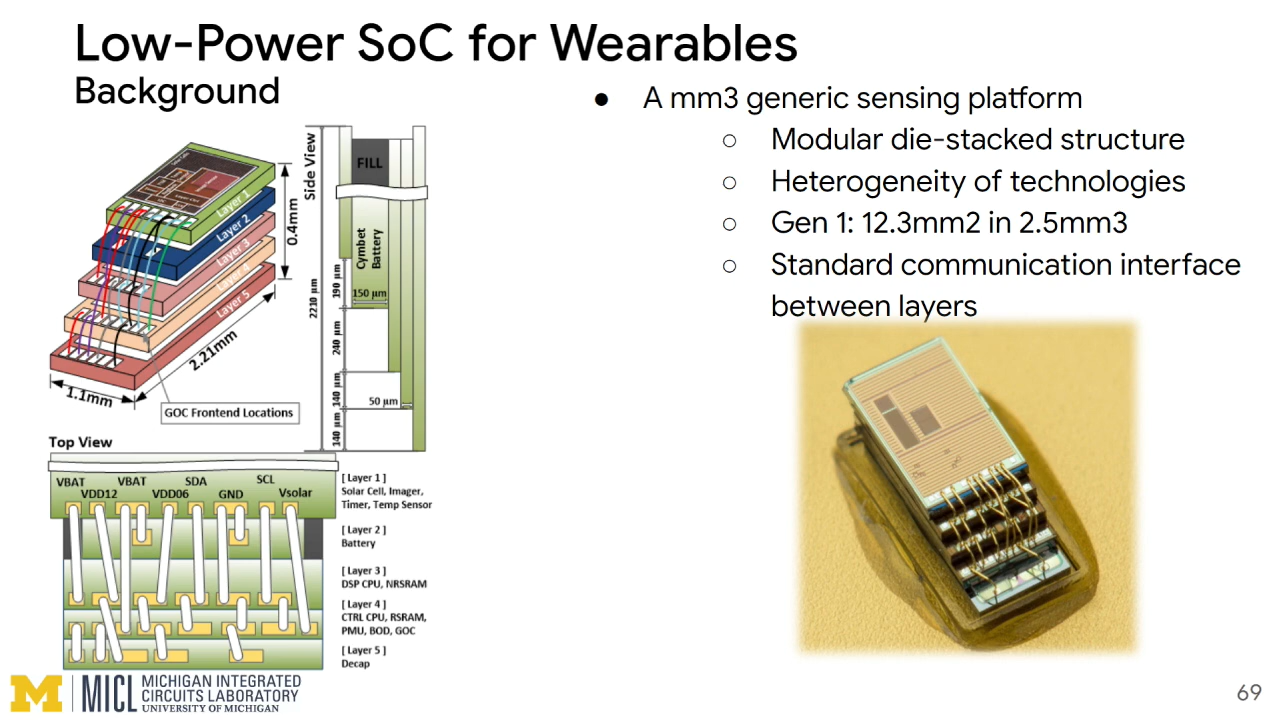 Low-Power SoC for Wearables
Background
● A mm3 generic sensing platform
○ Modular die-stacked structure
○ Heterogeneity of technologies
○ Gen 1: 12.3mm2 in 2.5mm3
○ Standard communication interface
between layers
Layer 1
Layer 2
Layer 3
Layer 4
Layer 5
0.4mm
2.21mm
1.1mm
GOC Frontend Locations
Side View
FILL
Cymbet
Battery
2210 µm
190 µm
150 µm
240 µm
140 µm
50 µm
140 µm
Top View
VBAT
VDD12
VBAT
VDD06
SDA
GND
SCL
Vsolar
[ Layer 1 ]
Solar Cell, Imager,
Timer, Temp Sensor
[ Layer 2 ]
Battery
[ Layer 3 ]
DSP CPU, NRSRAM
[ Layer 4 ]
CTRL CPU, RSRAM,
PMU, BOD, GOC
[ Layer 5 ]
Decap
M MICL MICHIGAN INTEGRATED
CIRCUITS LABORATORY
UNIVERSITY OF MICHIGAN
69